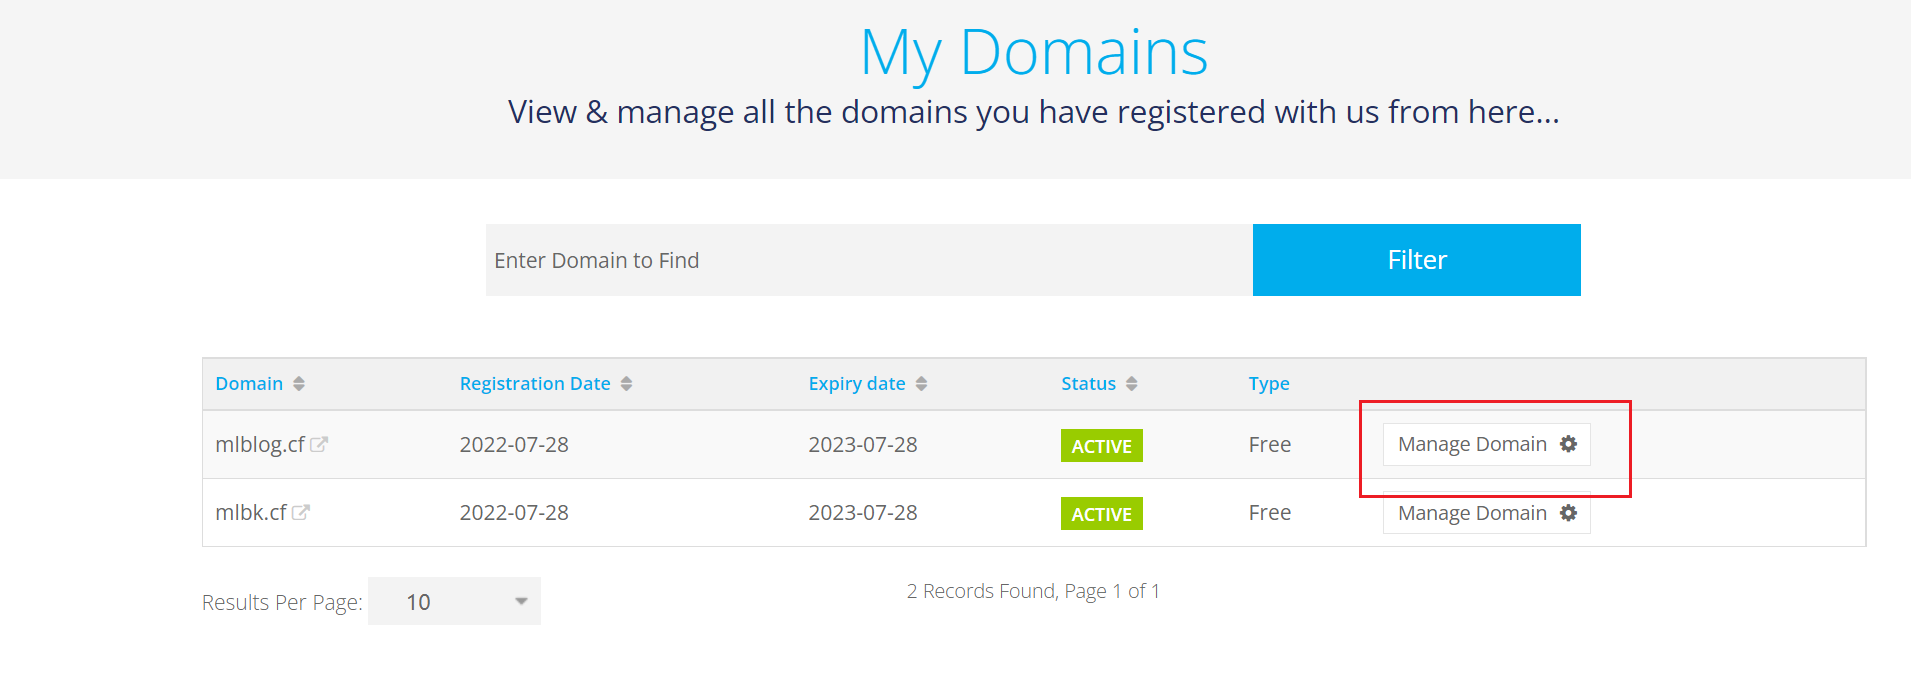 My Domains
View & manage all the domains you have registered with us from here...
Enter Domain to Find
Filter
Domain Registration Date Expiry date Status Type
mlblog.cf 2022-07-28 2023-07-28 ACTIVE Free Manage Domain
mlbk.cf 2022-07-28 2023-07-28 ACTIVE Free Manage Domain
Results Per Page: 10
2 Records Found, Page 1 of 1